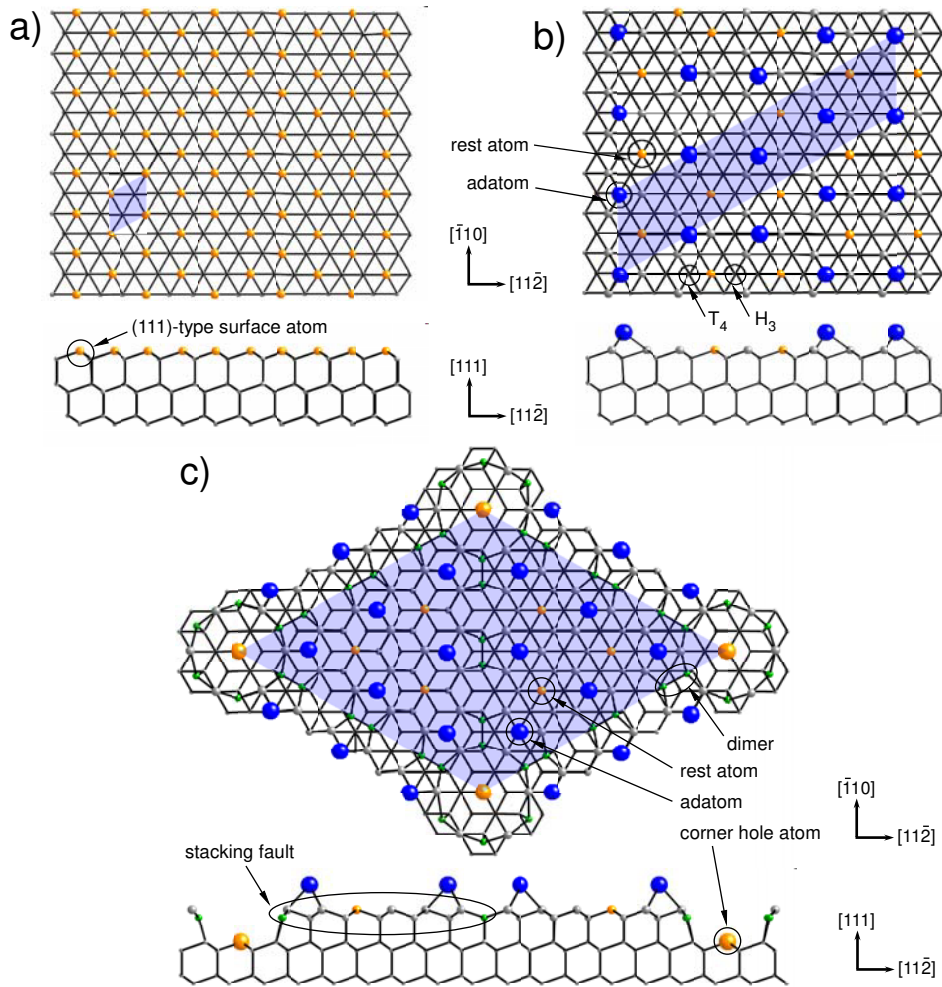 a)
b)
rest atom
adatom
[1̄10]
[112̄]
T₄
H₃
(111)-type surface atom
[111]
[112̄]
c)
dimer
rest atom
adatom
corner hole atom
[1̄10]
[112̄]
stacking fault
[111]
[112̄]